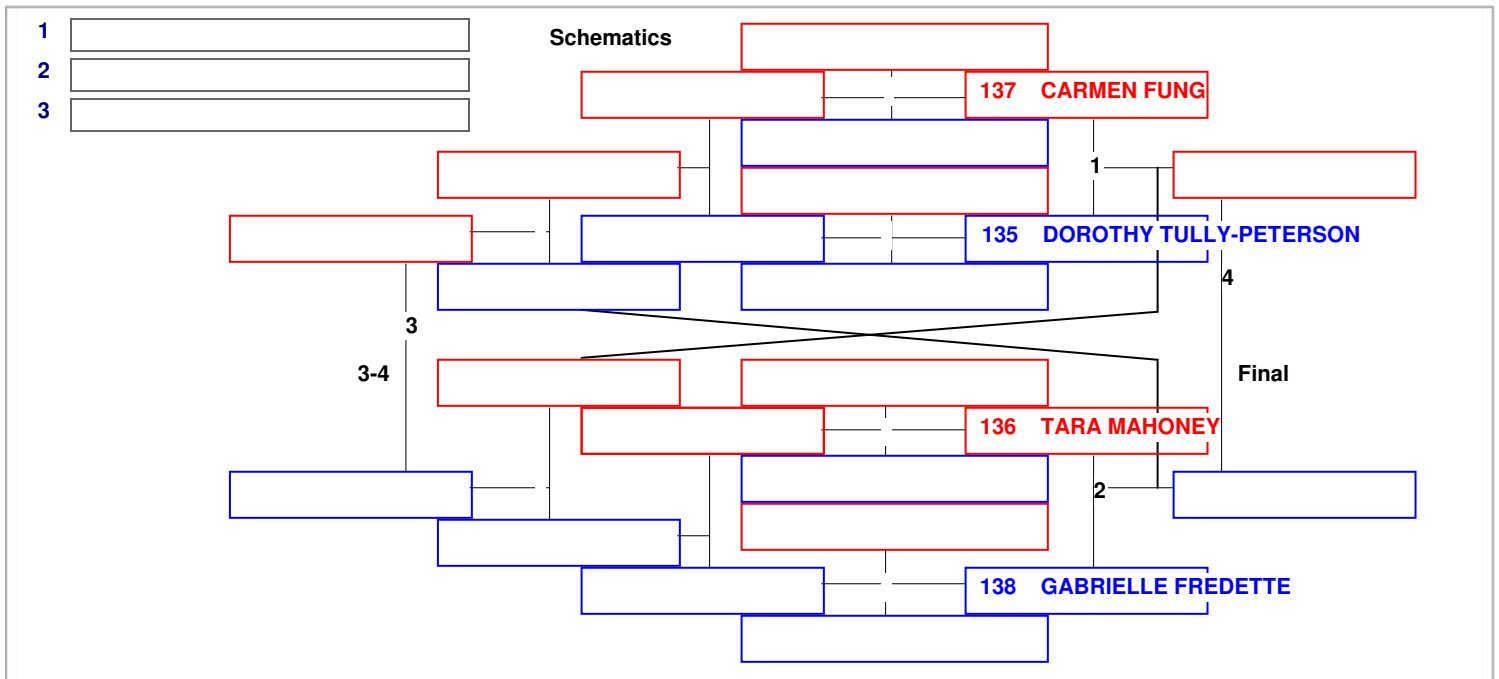 1
Schematics
2
137 CARMEN FUNG
3
1
135 DOROTHY TULLY-PETERSON
4
3
3-4
Final
136 TARA MAHONEY
2
138 GABRIELLE FREDETTE